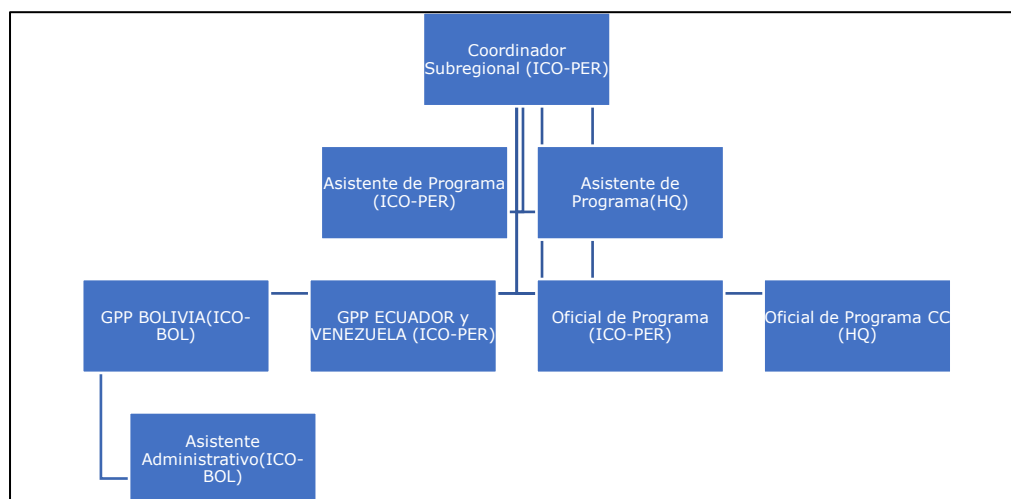 Coordinador
Subregional (ICO-PER)
Asistente de Programa
(ICO-PER)
Asistente de
Programa(HQ)
GPP BOLIVIA(ICO-
BOL)
GPP ECUADOR y
VENEZUELA (ICO-PER)
Oficial de Programa
(ICO-PER)
Oficial de Programa CC
(HQ)
Asistente
Administrativo(ICO-
BOL)